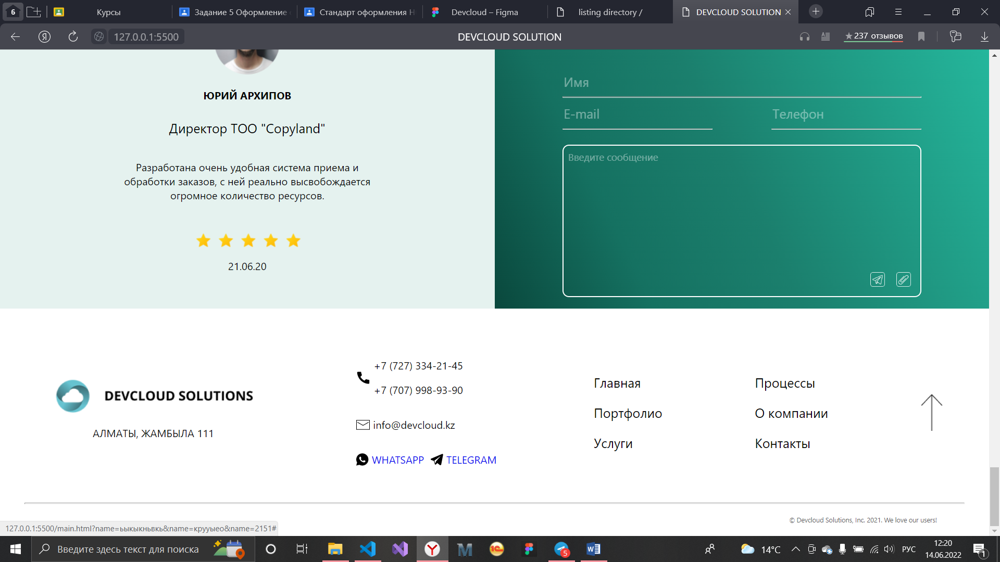 6
Курсы
Задание 5 Оформление
Стандарт оформления
Devcloud – Figma
listing directory /
DEVCLOUD SOLUTION
Я
127.0.0.1:5500
DEVCLOUD SOLUTION
237 отзывов
ЮРИЙ АРХИПОВ
Директор ТОО "Copyland"
Разработана очень удобная система приема и
обработки заказов, с ней реально высвобождается
огромное количество ресурсов.
21.06.20
Имя
E-mail
Телефон
Введите сообщение
DEVCLOUD SOLUTIONS
АЛМАТЫ, ЖАМБЫЛА 111
+7 (727) 334-21-45
+7 (707) 998-93-90
info@devcloud.kz
WHATSAPP
TELEGRAM
Главная
Портфолио
Услуги
Процессы
О компании
Контакты
© Devcloud Solutions, Inc. 2021. We love our users!
127.0.0.1:5500/main.html?name=ьыкыкньвкь&name=крууыео&name=2151#
Введите здесь текст для поиска
Y
M
1С
5
W
14°C
РУС
12:20
14.06.2022
1